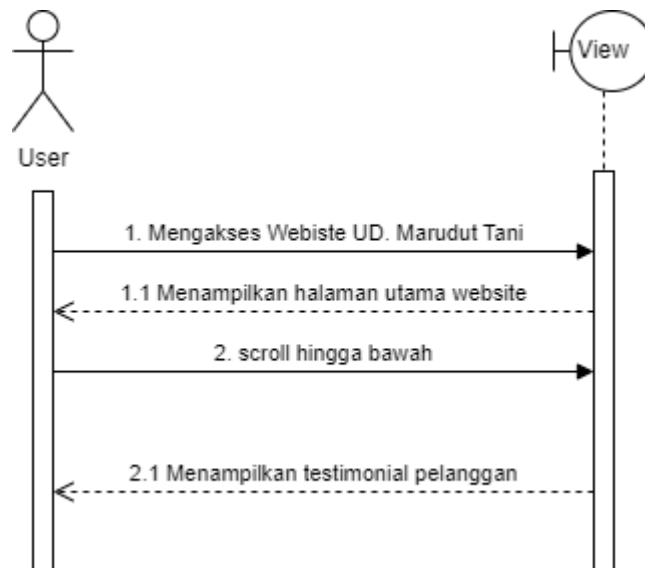 View
User
1. Mengakses Webiste UD. Marudut Tani
1.1 Menampilkan halaman utama website
2. scroll hingga bawah
2.1 Menampilkan testimonial pelanggan